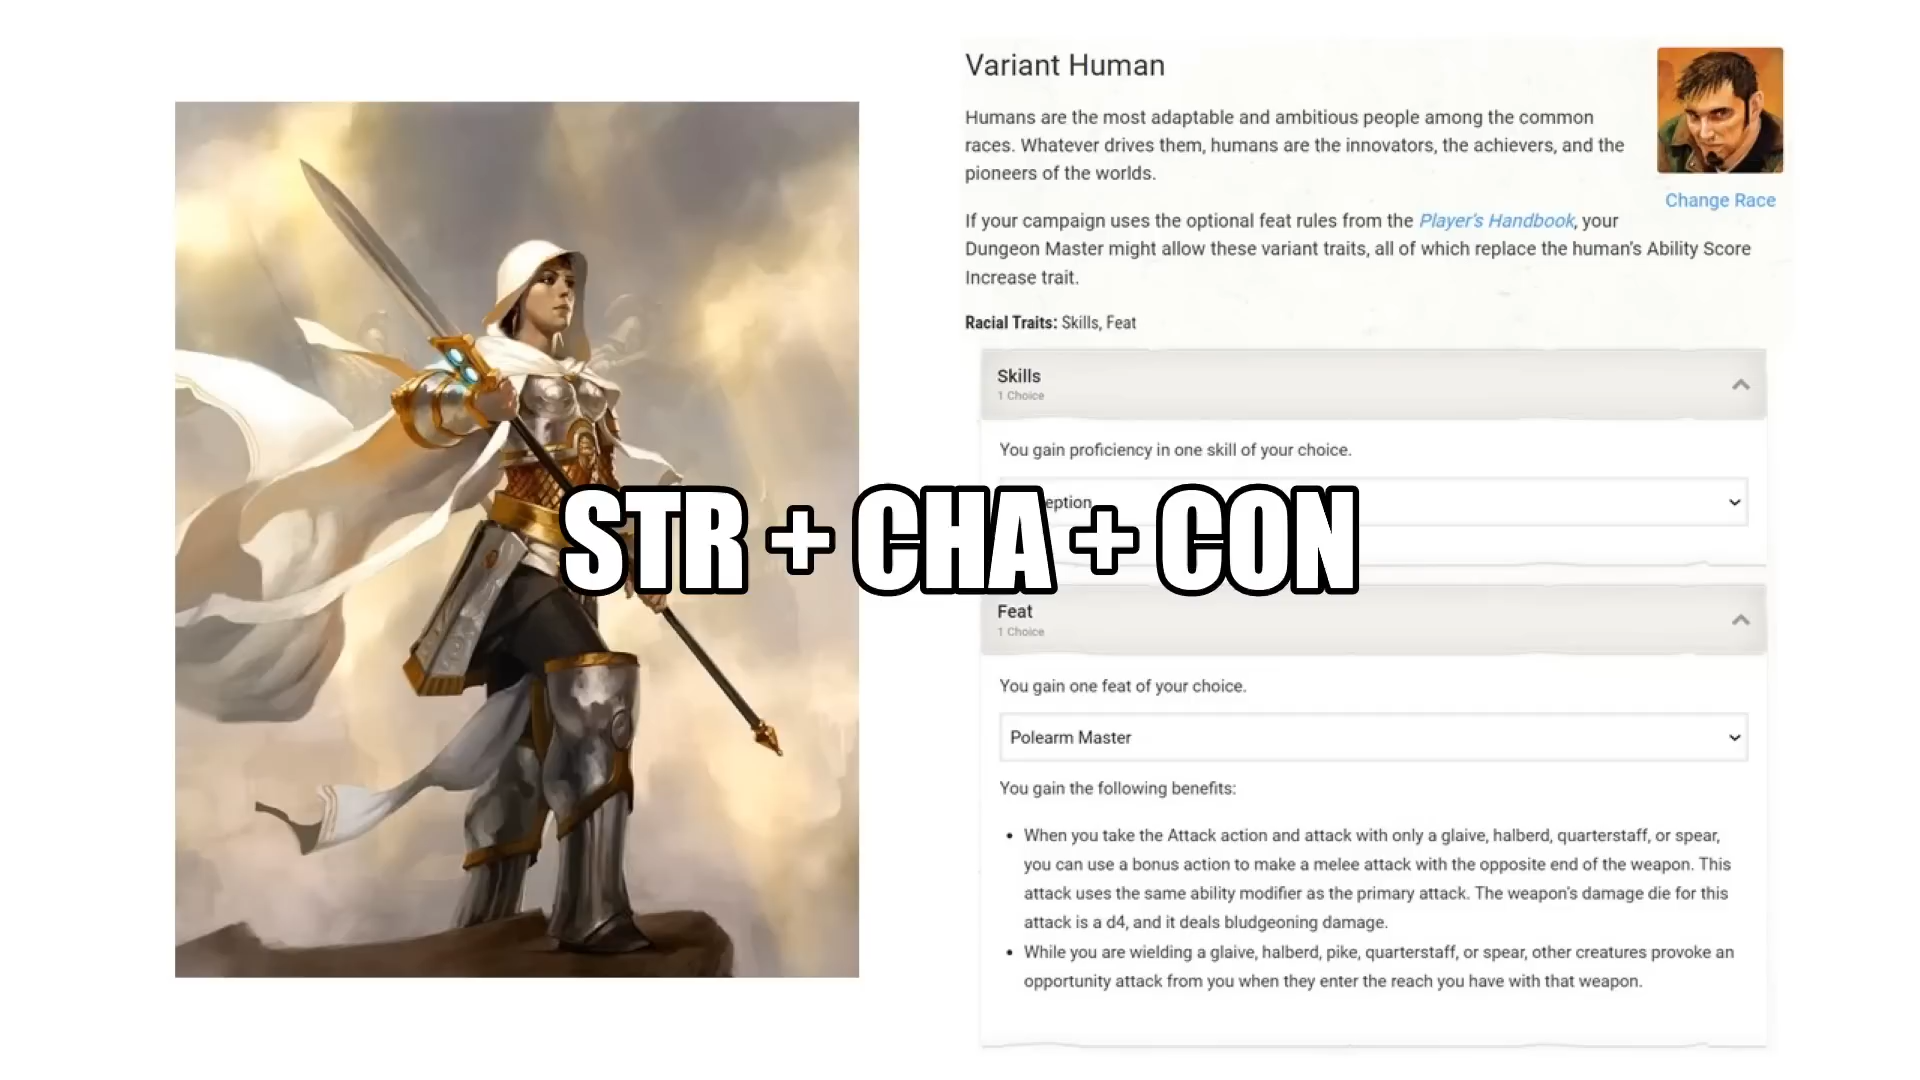 Variant Human
Humans are the most adaptable and ambitious people among the common
races. Whatever drives them, humans are the innovators, the achievers, and the
pioneers of the worlds.
Change Race
If your campaign uses the optional feat rules from the Player's Handbook, your
Dungeon Master might allow these variant traits, all of which replace the human's Ability Score
Increase trait.
Racial Traits: Skills, Feat
Skills
1 Choice
You gain proficiency in one skill of your choice.
STR + CHA + CON
Feat
1 Choice
You gain one feat of your choice.
Polearm Master
You gain the following benefits:
• When you take the Attack action and attack with only a glaive, halberd, quarterstaff, or spear,
you can use a bonus action to make a melee attack with the opposite end of the weapon. This
attack uses the same ability modifier as the primary attack. The weapon's damage die for this
attack is a d4, and it deals bludgeoning damage.
• While you are wielding a glaive, halberd, pike, quarterstaff, or spear, other creatures provoke an
opportunity attack from you when they enter the reach you have with that weapon.